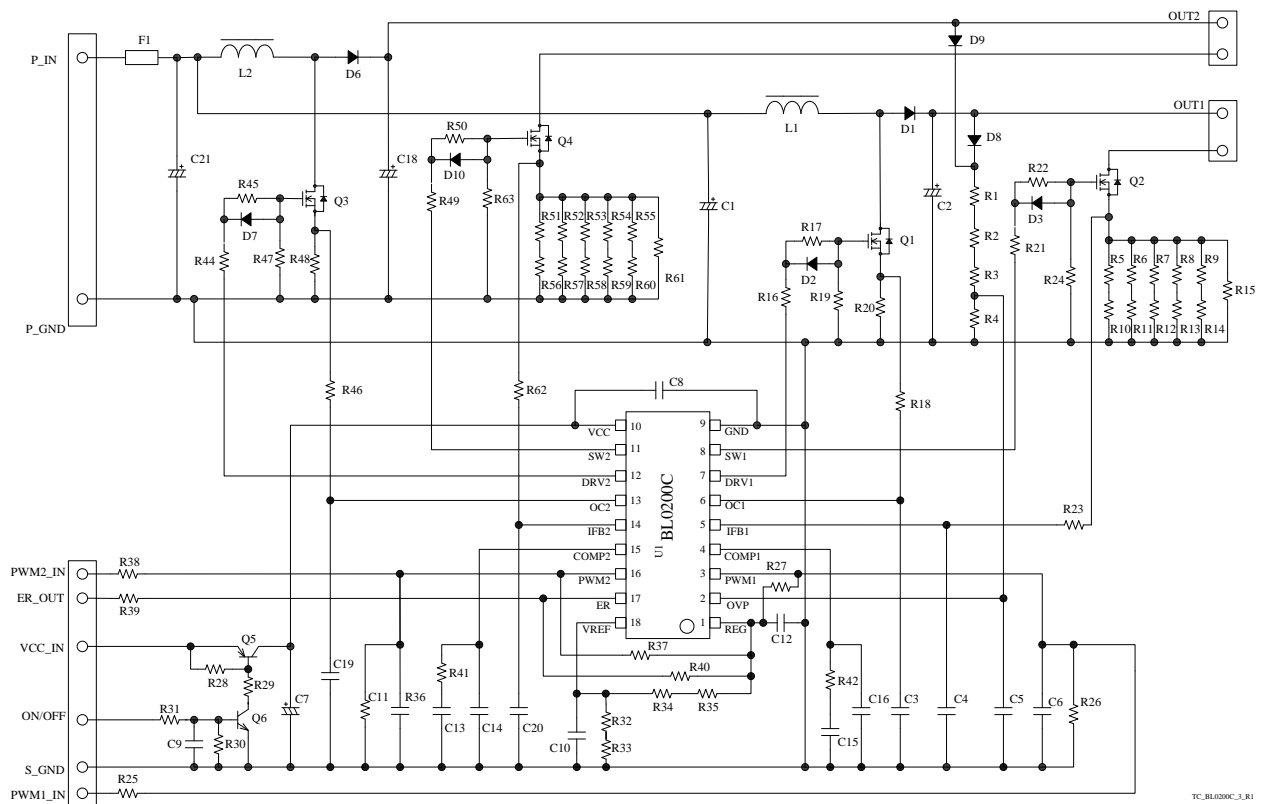 OUT2
F1
D9
P_IN
L2
D6
OUT1
R50
L1
D1
Q4
D8
C21
D10
C18
R22
Q2
R45
R49
R63
C1
C2
R1
D3
Q3
R51
R52
R53
R54
R55
R17
D7
Q1
R2
R21
R44
R47
R48
R61
D2
R5
R6
R7
R8
R9
R56
R57
R58
R59
R60
R16
R19
R20
R3
R24
R15
P_GND
R4
R10
R11
R12
R13
R14
R46
R62
C8
R18
VCC
10
9
GND
SW2
11
8
SW1
DRV2
12
7
DRV1
OC2
13
6
OC1
IFB2
14
5
IFB1
COMP2
15
4
COMP1
PWM2
16
3
PWM1
ER
17
2
OVP
VREF
18
1
REG
U1
BL0200C
R23
R27
C12
PWM2_IN
R38
ER_OUT
R39
R37
VCC_IN
Q5
R28
R29
C19
R41
R40
R42
C7
C11
R36
R34
R35
C16
C3
C4
C5
C6
R26
ON/OFF
R31
Q6
C9
R30
C13
C14
C20
C10
R32
R33
C15
S_GND
R25
PWM1_IN
TC_BL0200C_3_R1